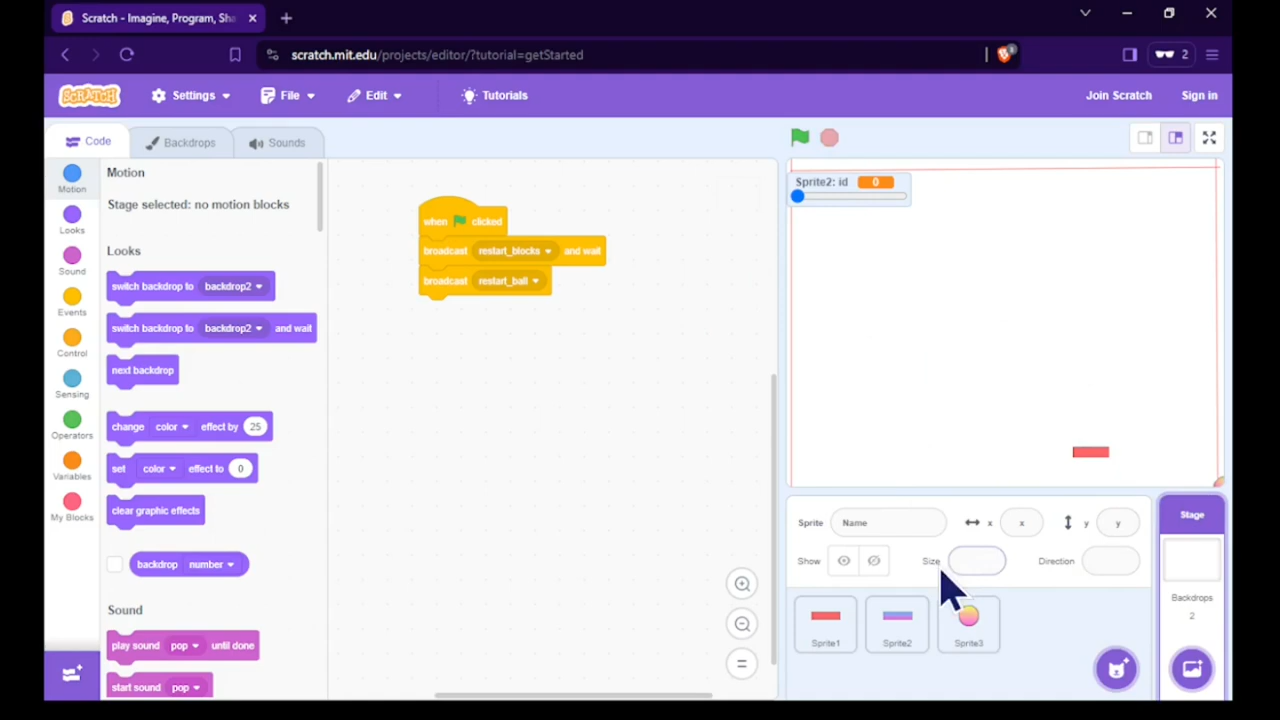 Scratch - Imagine, Program, Sha
scratch.mit.edu/projects/editor/?tutorial=getStarted
2
SCRATCH
Settings
File
Edit
Tutorials
Join Scratch
Sign in
Code
Backdrops
Sounds
Motion
Looks
Sound
Events
Control
Sensing
Operators
Variables
My Blocks
Motion
Stage selected: no motion blocks
Looks
switch backdrop to backdrop2
switch backdrop to backdrop2 and wait
next backdrop
change color effect by 25
set color effect to 0
clear graphic effects
backdrop number
Sound
play sound pop until done
start sound pop
when clicked
broadcast restart_blocks and wait
broadcast restart_ball
Sprite2: id 0
Sprite Name x x y y
Show Size Direction
Sprite1
Sprite2
Sprite3
Stage
Backdrops
2